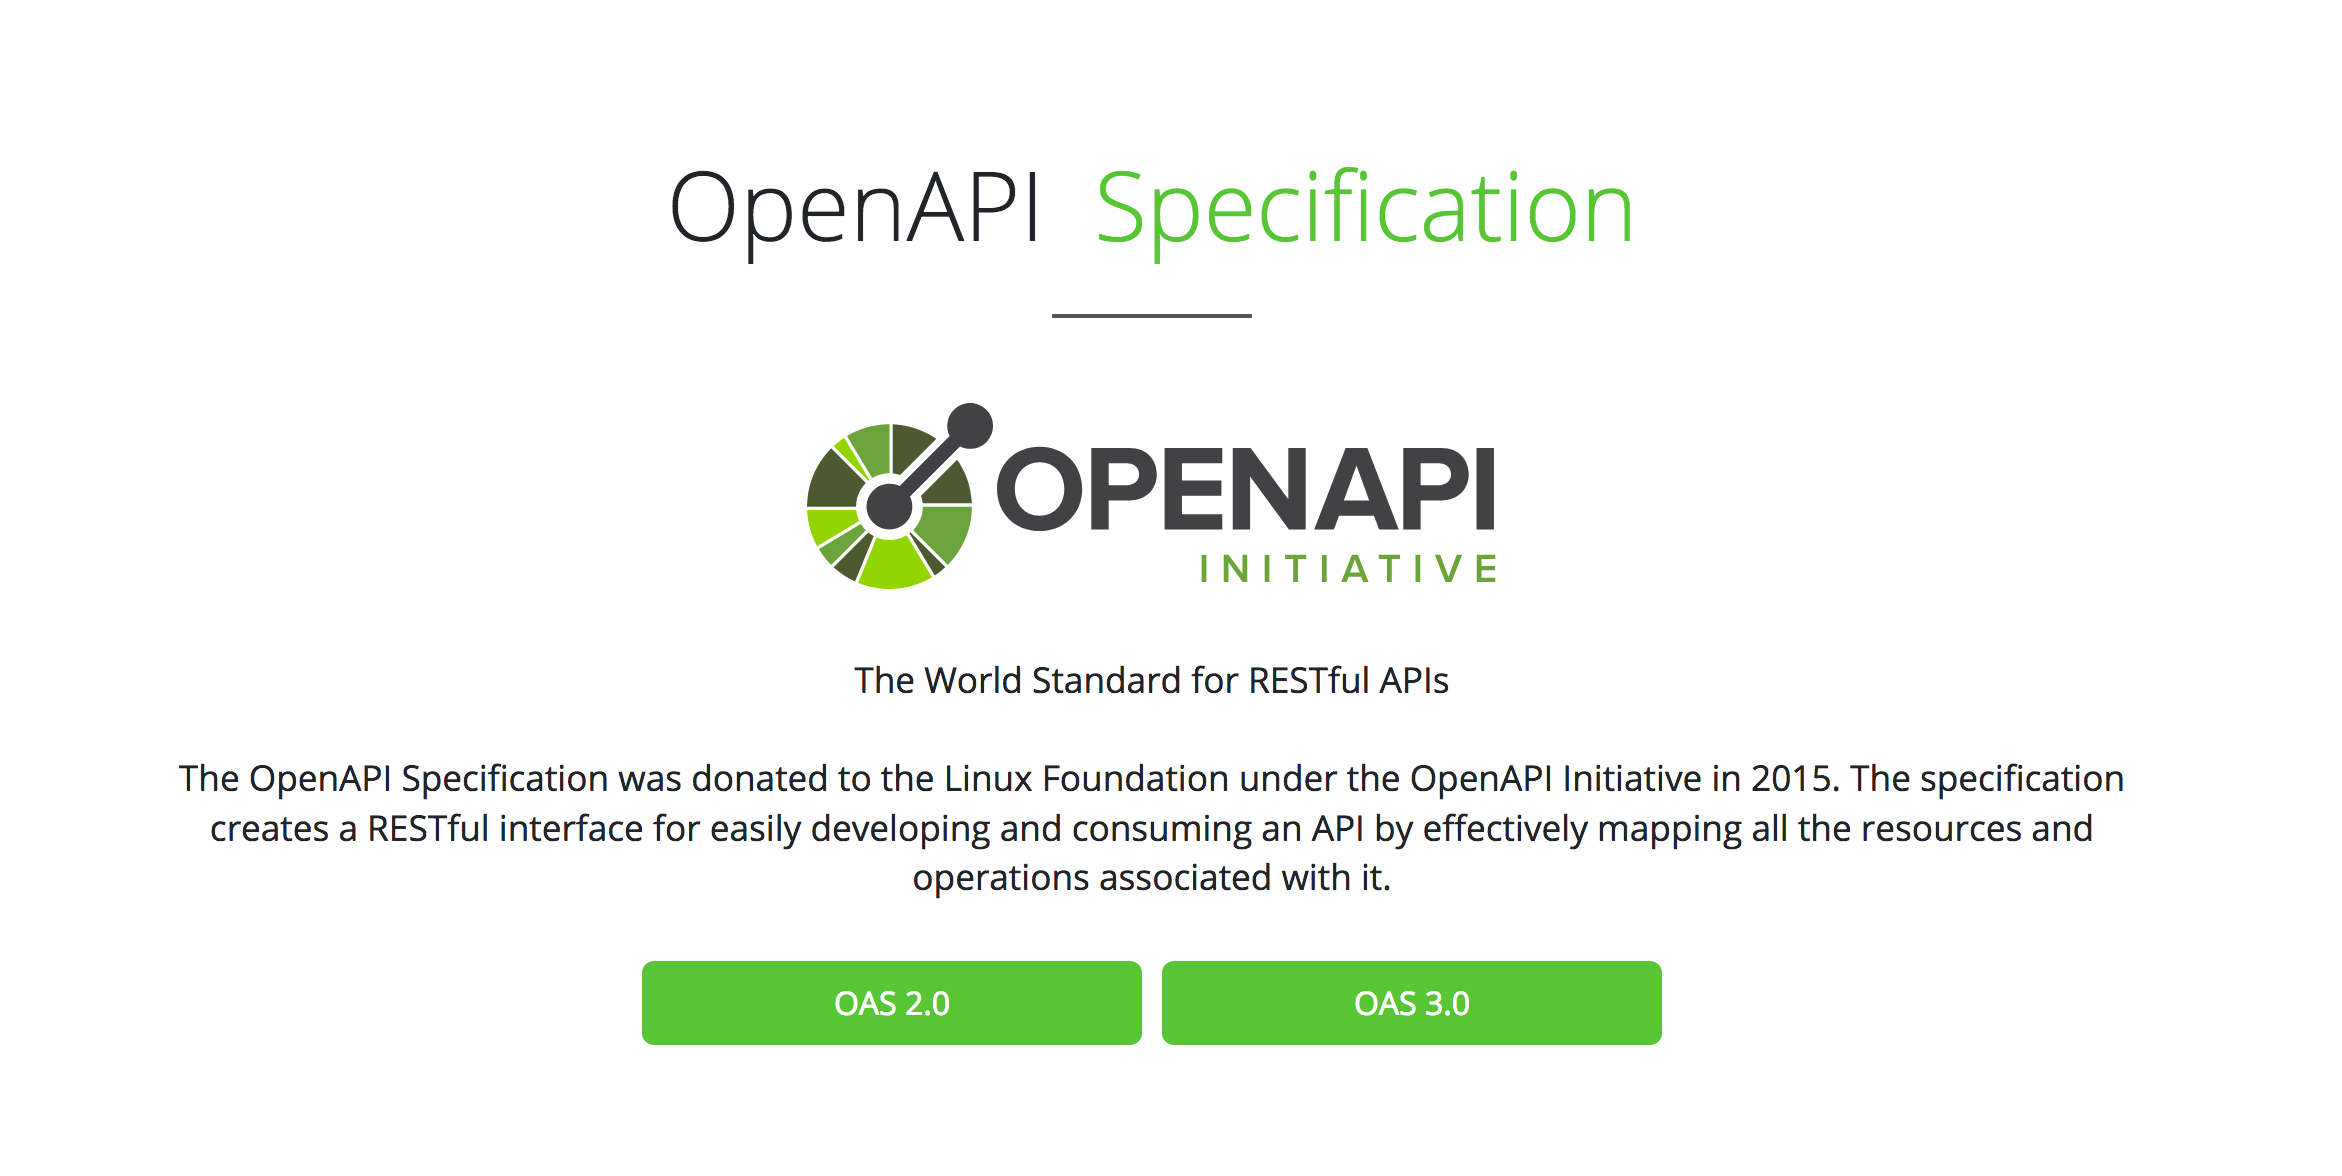 OpenAPI Specification
OPENAPI
INITIATIVE
The World Standard for RESTful APIs
The OpenAPI Specification was donated to the Linux Foundation under the OpenAPI Initiative in 2015. The specification
creates a RESTful interface for easily developing and consuming an API by effectively mapping all the resources and
operations associated with it.
OAS 2.0
OAS 3.0